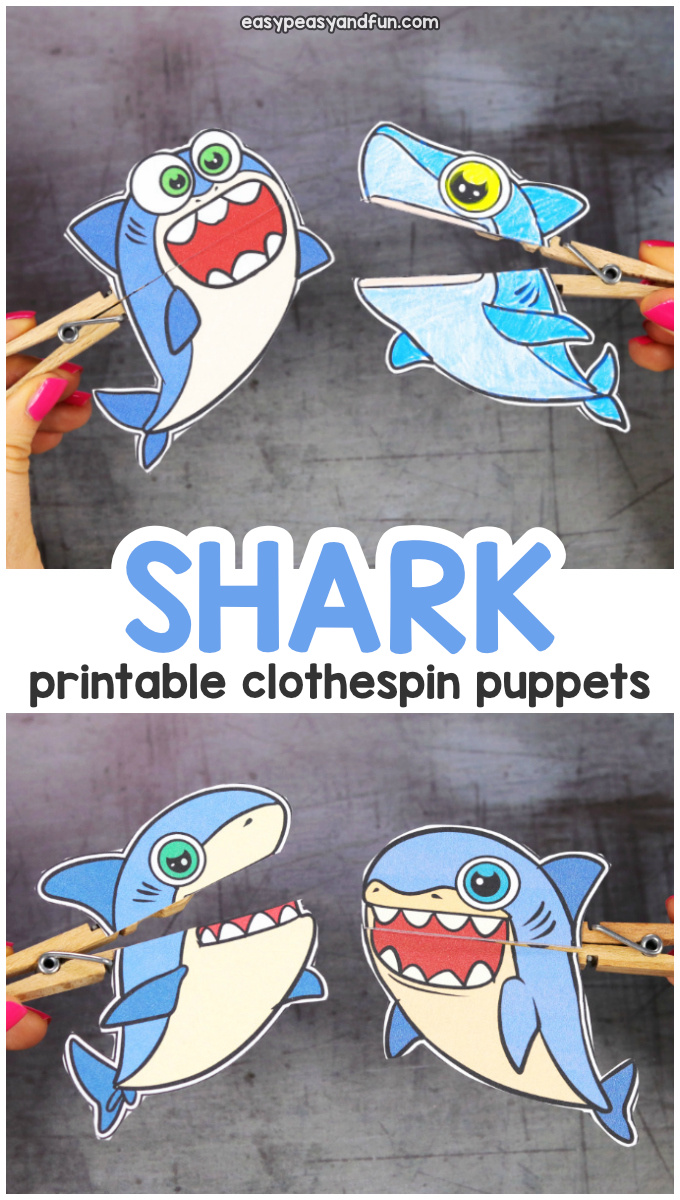 easypeasyandfun.com
SHARK
printable clothespin puppets